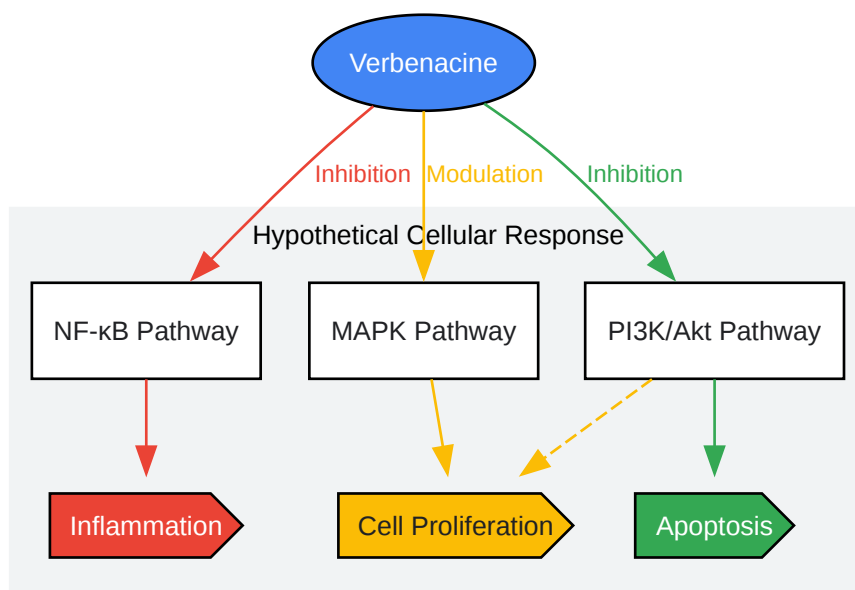 Verbenacine
Inhibition
Modulation
Inhibition
Hypothetical Cellular Response
NF-κB Pathway
MAPK Pathway
PI3K/Akt Pathway
Inflammation
Cell Proliferation
Apoptosis